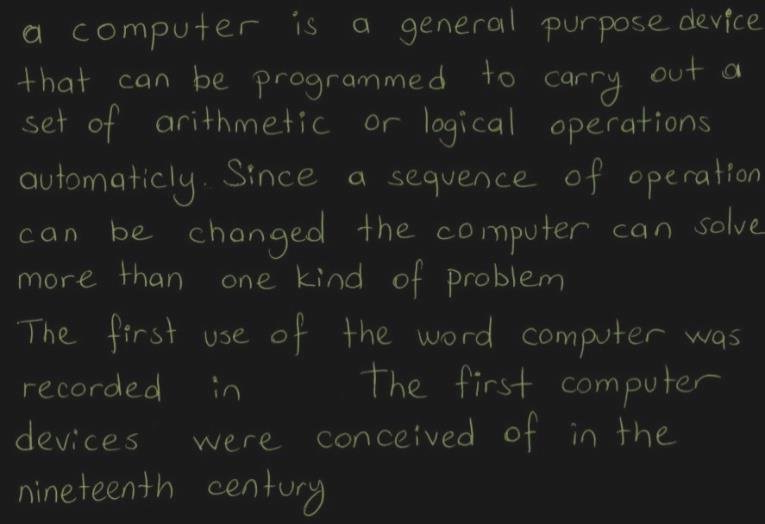 a computer is a general purpose device
that can be programmed to carry out a
set of arithmetic or logical operations
automaticly. Since a sequence of operation
can be changed the computer can solve
more than one kind of problem
The first use of the word computer was
recorded in The first computer
devices were conceived of in the
nineteenth century